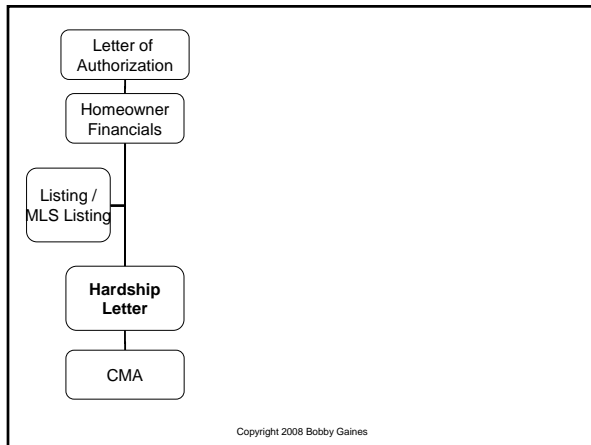 Letter of
Authorization
Homeowner
Financials
Listing /
MLS Listing
Hardship
Letter
CMA
Copyright 2008 Bobby Gaines